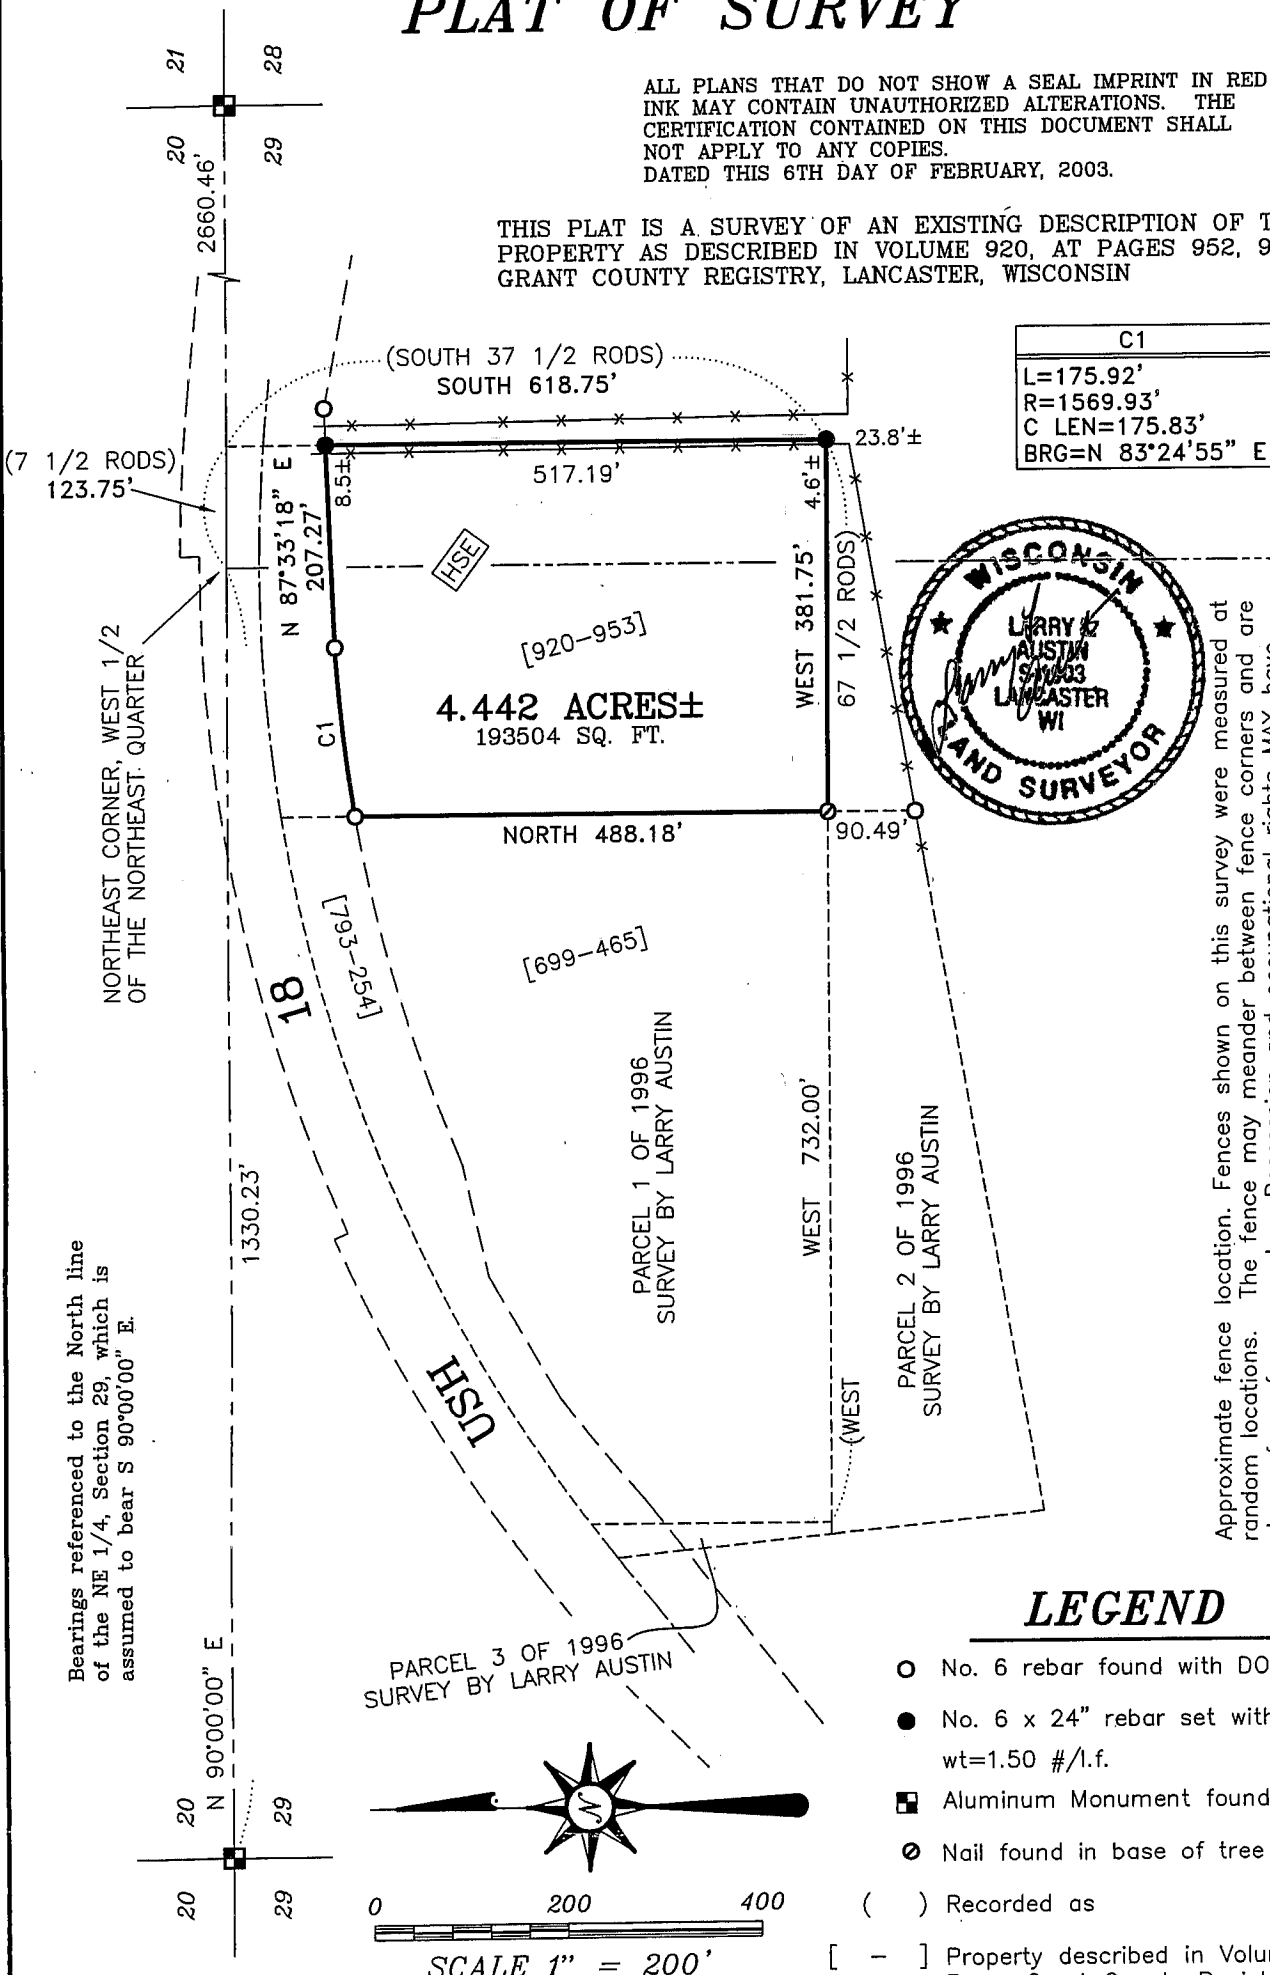 PLAT OF SURVEY
ALL PLANS THAT DO NOT SHOW A SEAL IMPRINT IN RED
INK MAY CONTAIN UNAUTHORIZED ALTERATIONS. THE
CERTIFICATION CONTAINED ON THIS DOCUMENT SHALL
NOT APPLY TO ANY COPIES.
DATED THIS 6TH DAY OF FEBRUARY, 2003.
THIS PLAT IS A SURVEY OF AN EXISTING DESCRIPTION OF
PROPERTY AS DESCRIBED IN VOLUME 920, AT PAGES 952,
GRANT COUNTY REGISTRY, LANCASTER, WISCONSIN
21
28
20
29
2660.46'
(SOUTH 37 1/2 RODS)
SOUTH 618.75'
C1
L=175.92'
R=1569.93'
C LEN=175.83'
BRG=N 83°24'55" E
23.8'±
(7 1/2 RODS)
123.75'
8.5±
517.19'
4.6'±
N 87°33'18" E
207.27'
HSE
[920-953]
4.442 ACRES±
193504 SQ. FT.
WEST 381.75'
67 1/2 RODS)
C1
NORTH 488.18'
90.49'
WISCONSIN
LARRY
AUSTIN
LANCASTER
WI
LAND SURVEYOR
NORTHEAST CORNER, WEST 1/2
OF THE NORTHEAST QUARTER
[793-254]
[699-465]
18
USH
1330.23'
PARCEL 1 OF 1996
SURVEY BY LARRY AUSTIN
WEST 732.00'
PARCEL 2 OF 1996
SURVEY BY LARRY AUSTIN
(WEST
Approximate fence location. Fences shown on this survey were measured at
random locations. The fence may meander between fence corners and are
Bearings referenced to the North line
of the NE 1/4, Section 29, which is
assumed to bear S 90°00'00" E.
PARCEL 3 OF 1996
SURVEY BY LARRY AUSTIN
N 90°00'00" E
20
29
20
29
N
0 200 400
SCALE 1" = 200'
LEGEND
No. 6 rebar found with
No. 6 x 24" rebar set with
wt=1.50 #/l.f.
Aluminum Monument found
Nail found in base of tree
( ) Recorded as
[ - ] Property described in